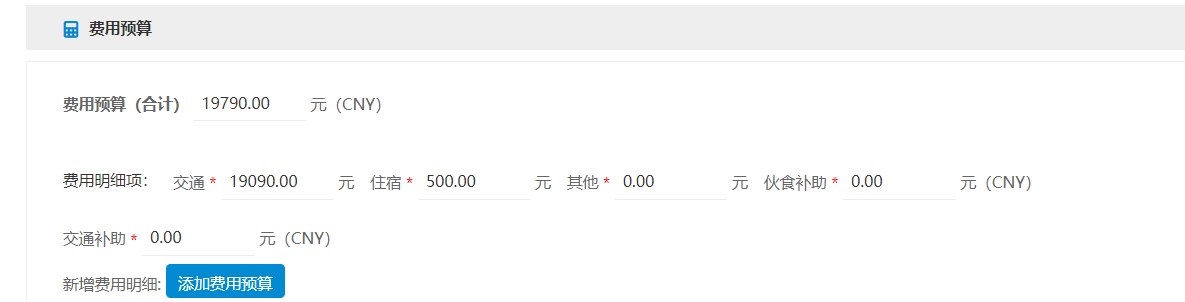 费用预算
费用预算（合计） 19790.00 元（CNY）
费用明细项： 交通 * 19090.00 元 住宿 * 500.00 元 其他 * 0.00 元 伙食补助 * 0.00 元（CNY）
交通补助 * 0.00 元（CNY）
新增费用明细: 添加费用预算